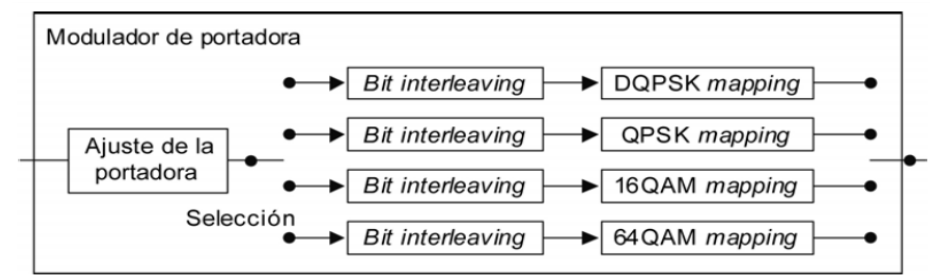 Modulador de portadora
Bit interleaving
DQPSK mapping
Bit interleaving
QPSK mapping
Ajuste de la
portadora
Bit interleaving
16QAM mapping
Selección
Bit interleaving
64QAM mapping